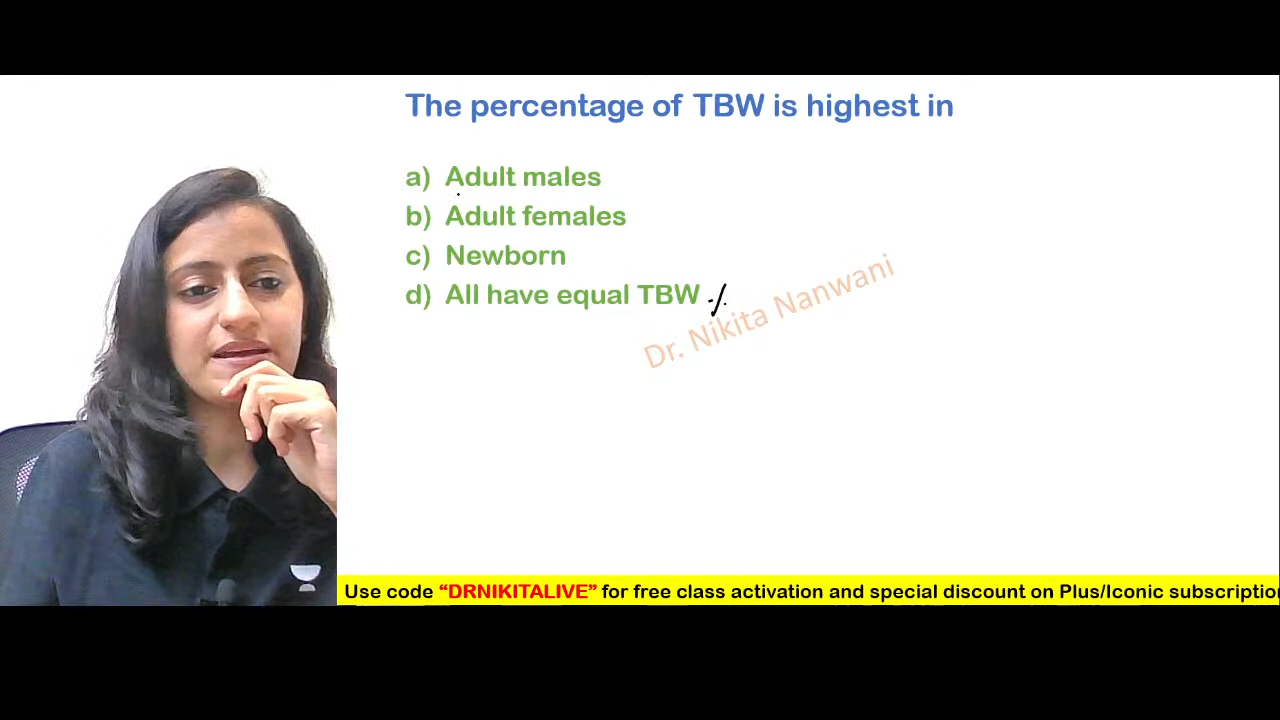 The percentage of TBW is highest in
a) Adult males
b) Adult females
c) Newborn
d) All have equal TBW
Dr. Nikita Nanwani
Use code “DRNIKITALIVE” for free class activation and special discount on Plus/Iconic subscription